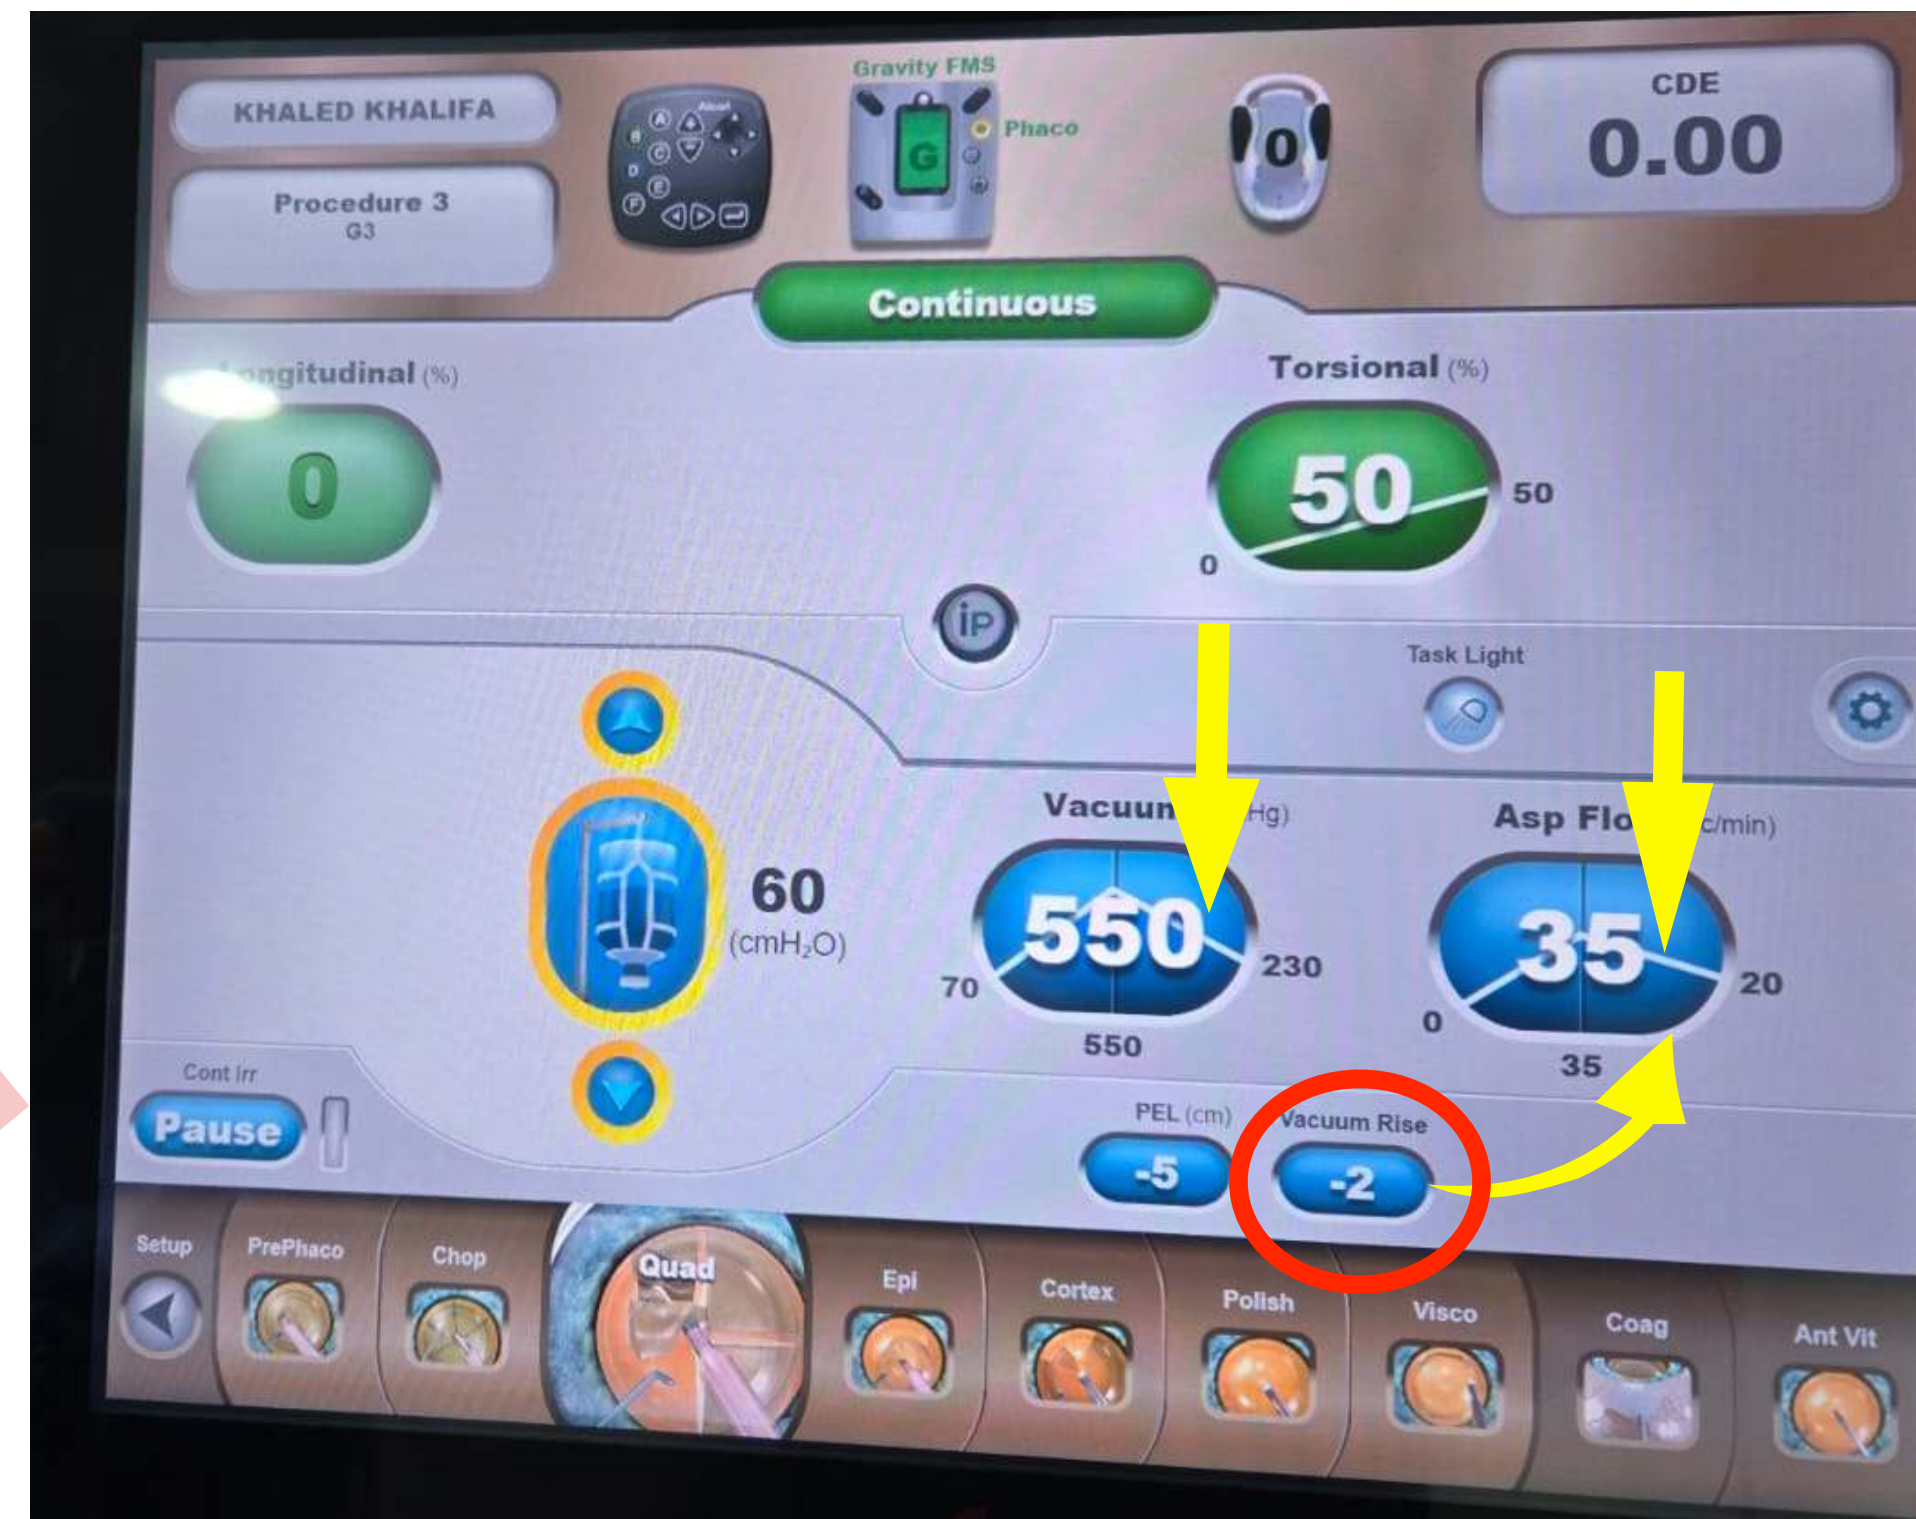 Gravity FMS
KHALED KHALIFA
Procedure 3
G3
Alcon
A
B
C
D
E
F
G
Phaco
0
CDE
0.00
Continuous
(%)
0
Torsional (%)
50
50
0
iP
Task Light
60
(cmH₂O)
Hg)
550
70
230
550
Asp Flo
c/min)
35
0
20
35
Cont Irr
Pause
PEL (cm)
-5
Vacuum Rise
-2
Setup
PrePhaco
Chop
Quad
Epi
Cortex
Polish
Visco
Coag
Ant Vit